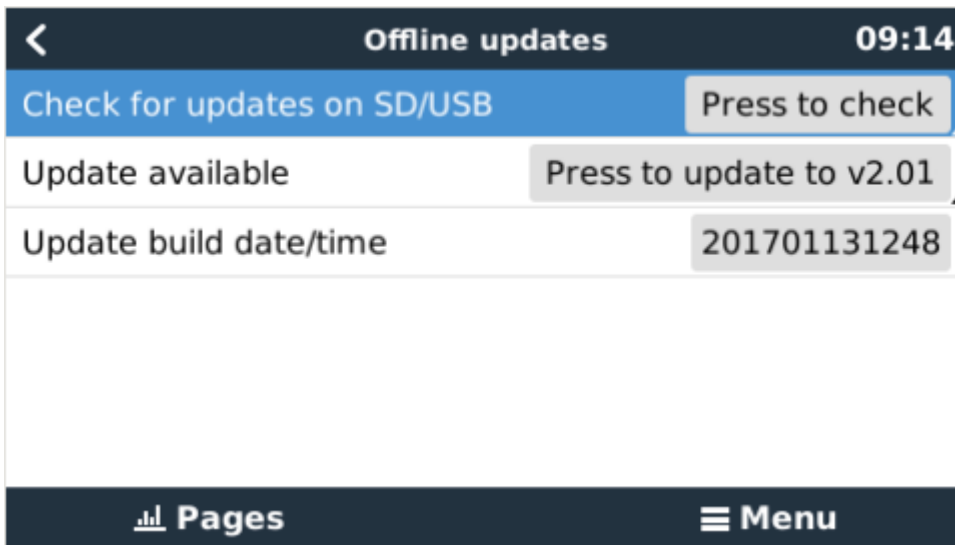 Offline updates 09:14
Check for updates on SD/USB Press to check
Update available Press to update to v2.01
Update build date/time 201701131248
Pages Menu